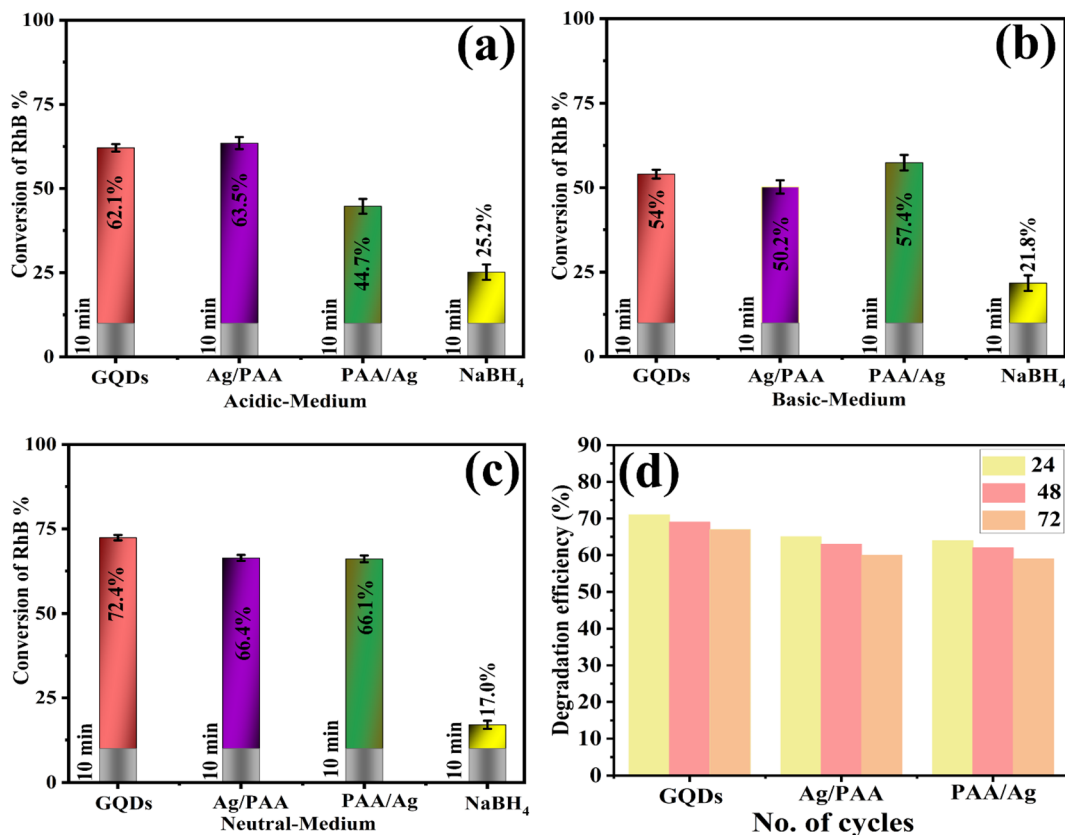 (a)
Conversion of RhB %
100
75
50
25
0
62.1%
63.5%
44.7%
25.2%
10 min
10 min
10 min
10 min
GQDs
Ag/PAA
PAA/Ag
NaBH4
Acidic-Medium
(b)
Conversion of RhB %
100
75
50
25
0
54%
50.2%
57.4%
21.8%
10 min
10 min
10 min
10 min
GQDs
Ag/PAA
PAA/Ag
NaBH4
Basic-Medium
(c)
Conversion of RhB %
100
75
50
25
0
72.4%
66.4%
66.1%
17.0%
10 min
10 min
10 min
10 min
GQDs
Ag/PAA
PAA/Ag
NaBH4
Neutral-Medium
(d)
Degradation efficiency (%)
90
80
70
60
50
40
30
20
10
0
24
48
72
GQDs
Ag/PAA
PAA/Ag
No. of cycles